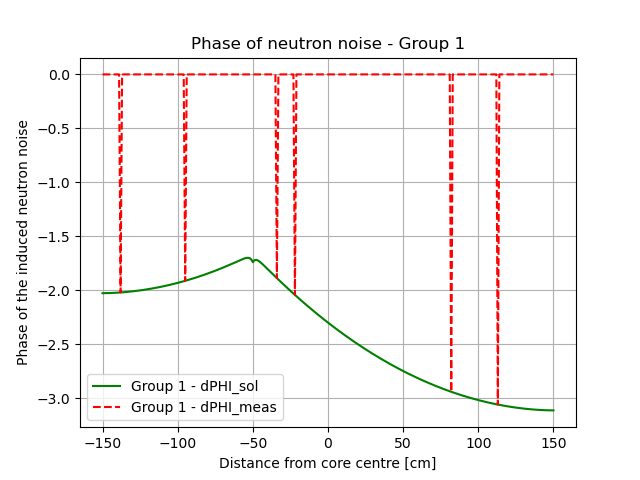 Phase of neutron noise - Group 1
Phase of the induced neutron noise
0.0
−0.5
−1.0
−1.5
−2.0
−2.5
−3.0
Group 1 - dPHI_sol
Group 1 - dPHI_meas
−150
−100
−50
0
50
100
150
Distance from core centre [cm]